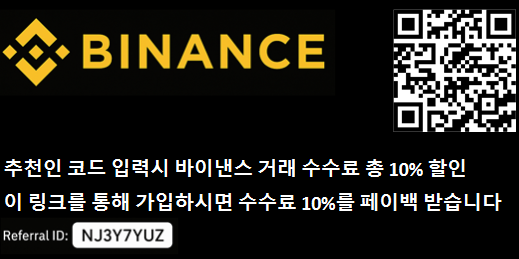 BINANCE
추천인 코드 입력시 바이낸스 거래 수수료 총 10% 할인
이 링크를 통해 가입하시면 수수료 10%를 페이백 받습니다
Referral ID: NJ3Y7YUZ